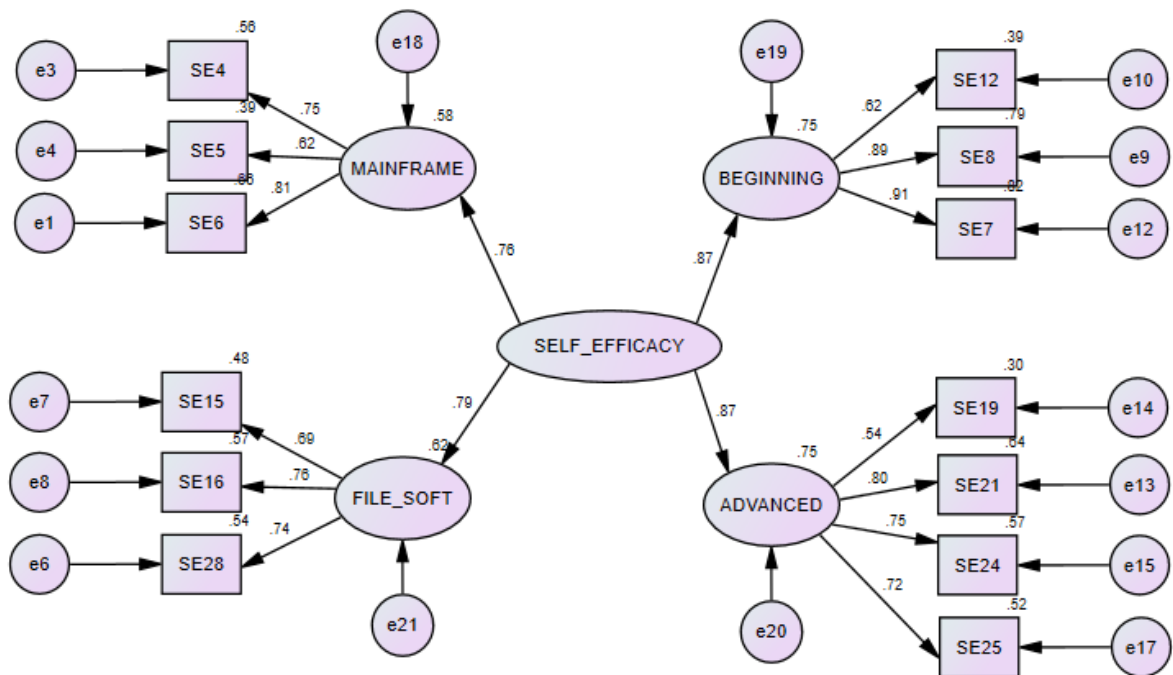 .56
e3
SE4
e18
.75
.39
.58
e4
SE5
.62
MAINFRAME
.66
.81
e1
SE6
.76
e19
.39
SE12
e10
.62
.79
.75
SE8
e9
.89
BEGINNING
.82
.91
SE7
e12
.87
SELF_EFFICACY
.48
e7
SE15
.79
.69
.57
.62
e8
SE16
.76
FILE_SOFT
.54
.74
e6
SE28
e21
.87
.30
SE19
e14
.54
.64
.75
SE21
e13
.80
ADVANCED
.57
.75
SE24
e15
.72
.52
e20
SE25
e17